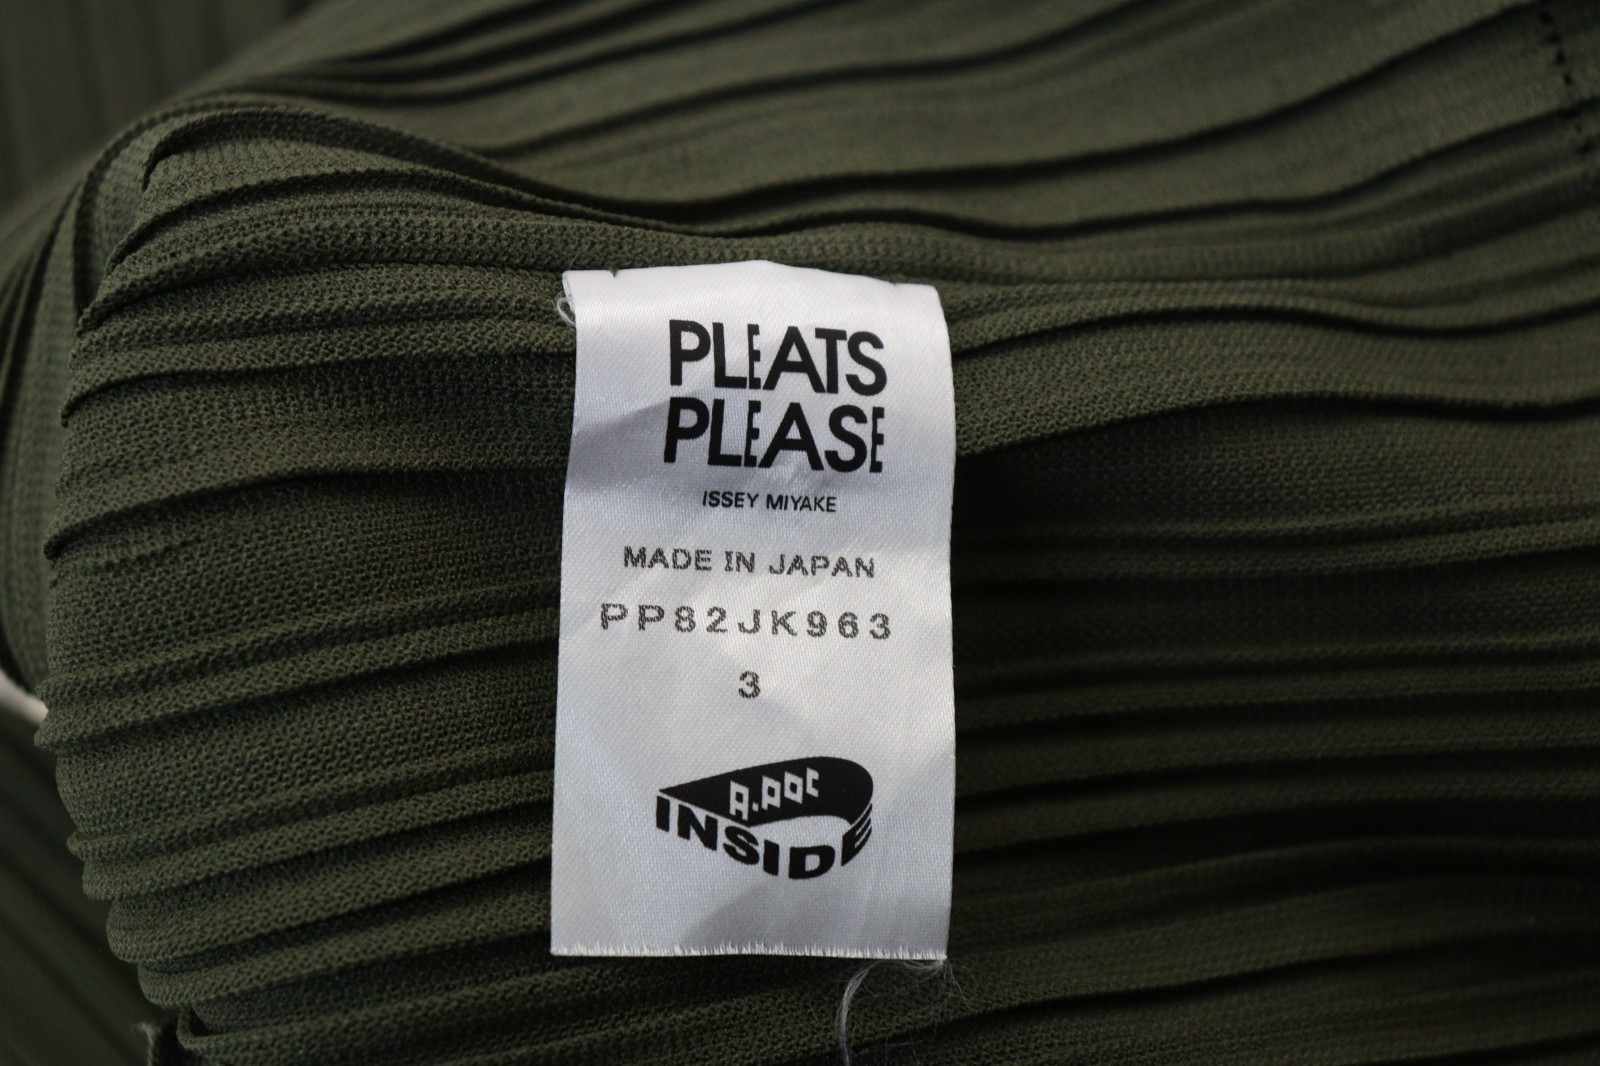 PLEATS
PLEASE
ISSEY MIYAKE
MADE IN JAPAN
PP82JK963
3
A.POC
INSIDE